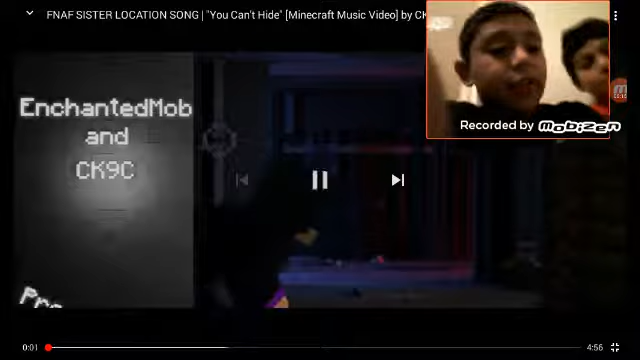 FNAF SISTER LOCATION SONG | "You Can't Hide" [Minecraft Music Video] by CK
EnchantedMob
and
CK9C
Recorded by mobizen
0:01
4:56